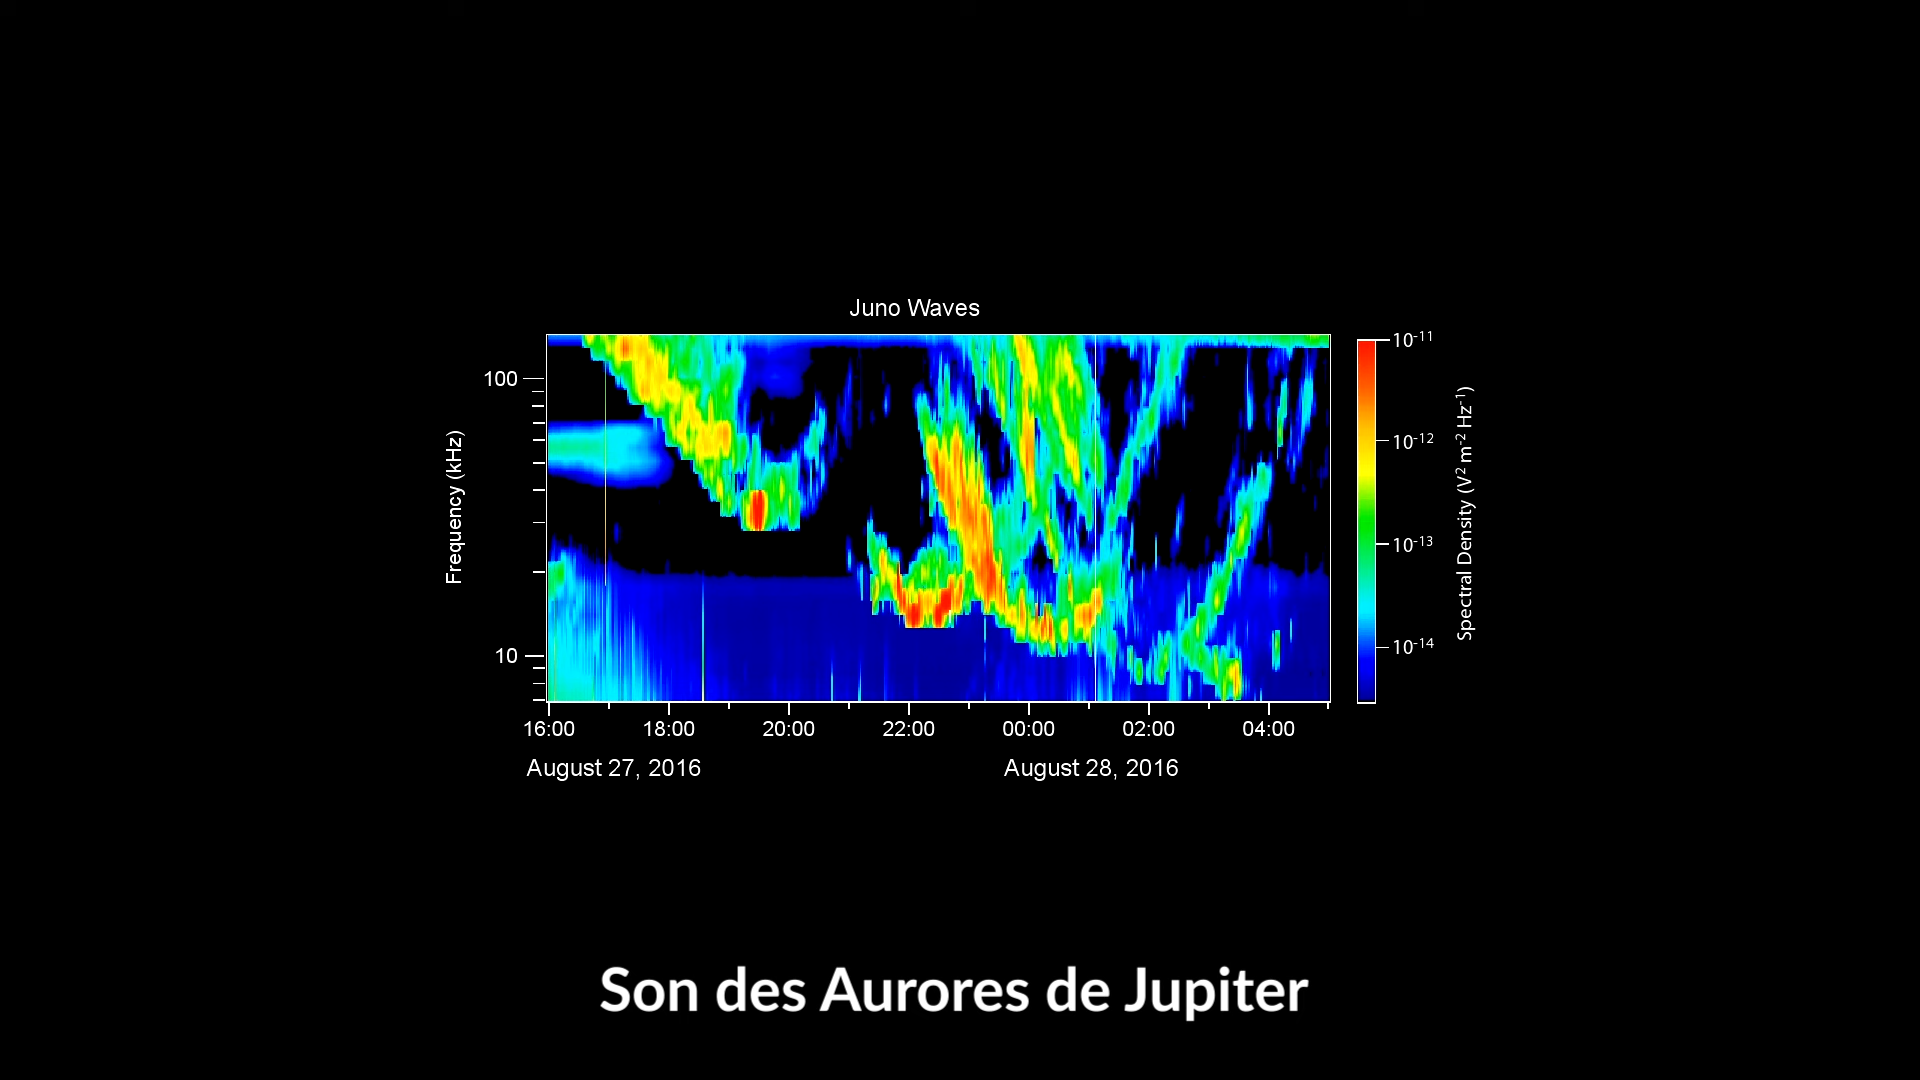 Juno Waves
100
10
Frequency (kHz)
16:00 18:00 20:00 22:00 00:00 02:00 04:00
August 27, 2016 August 28, 2016
10⁻¹¹
10⁻¹²
10⁻¹³
10⁻¹⁴
Spectral Density (V² m⁻² Hz⁻¹)
Son des Aurores de Jupiter